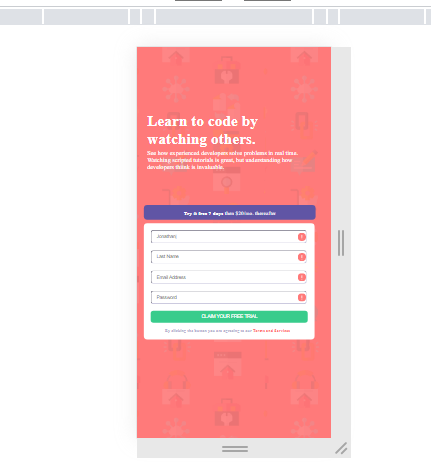 Learn to code by
watching others.
See how experienced developers solve problems in real time.
Watching scripted tutorials is great, but understanding how
developers think is invaluable.
Try it free 7 days then $20/mo. thereafter
Jonathan
Last Name
Email Address
Password
CLAIM YOUR FREE TRIAL
By clicking the button you are agreeing to our Terms and Services